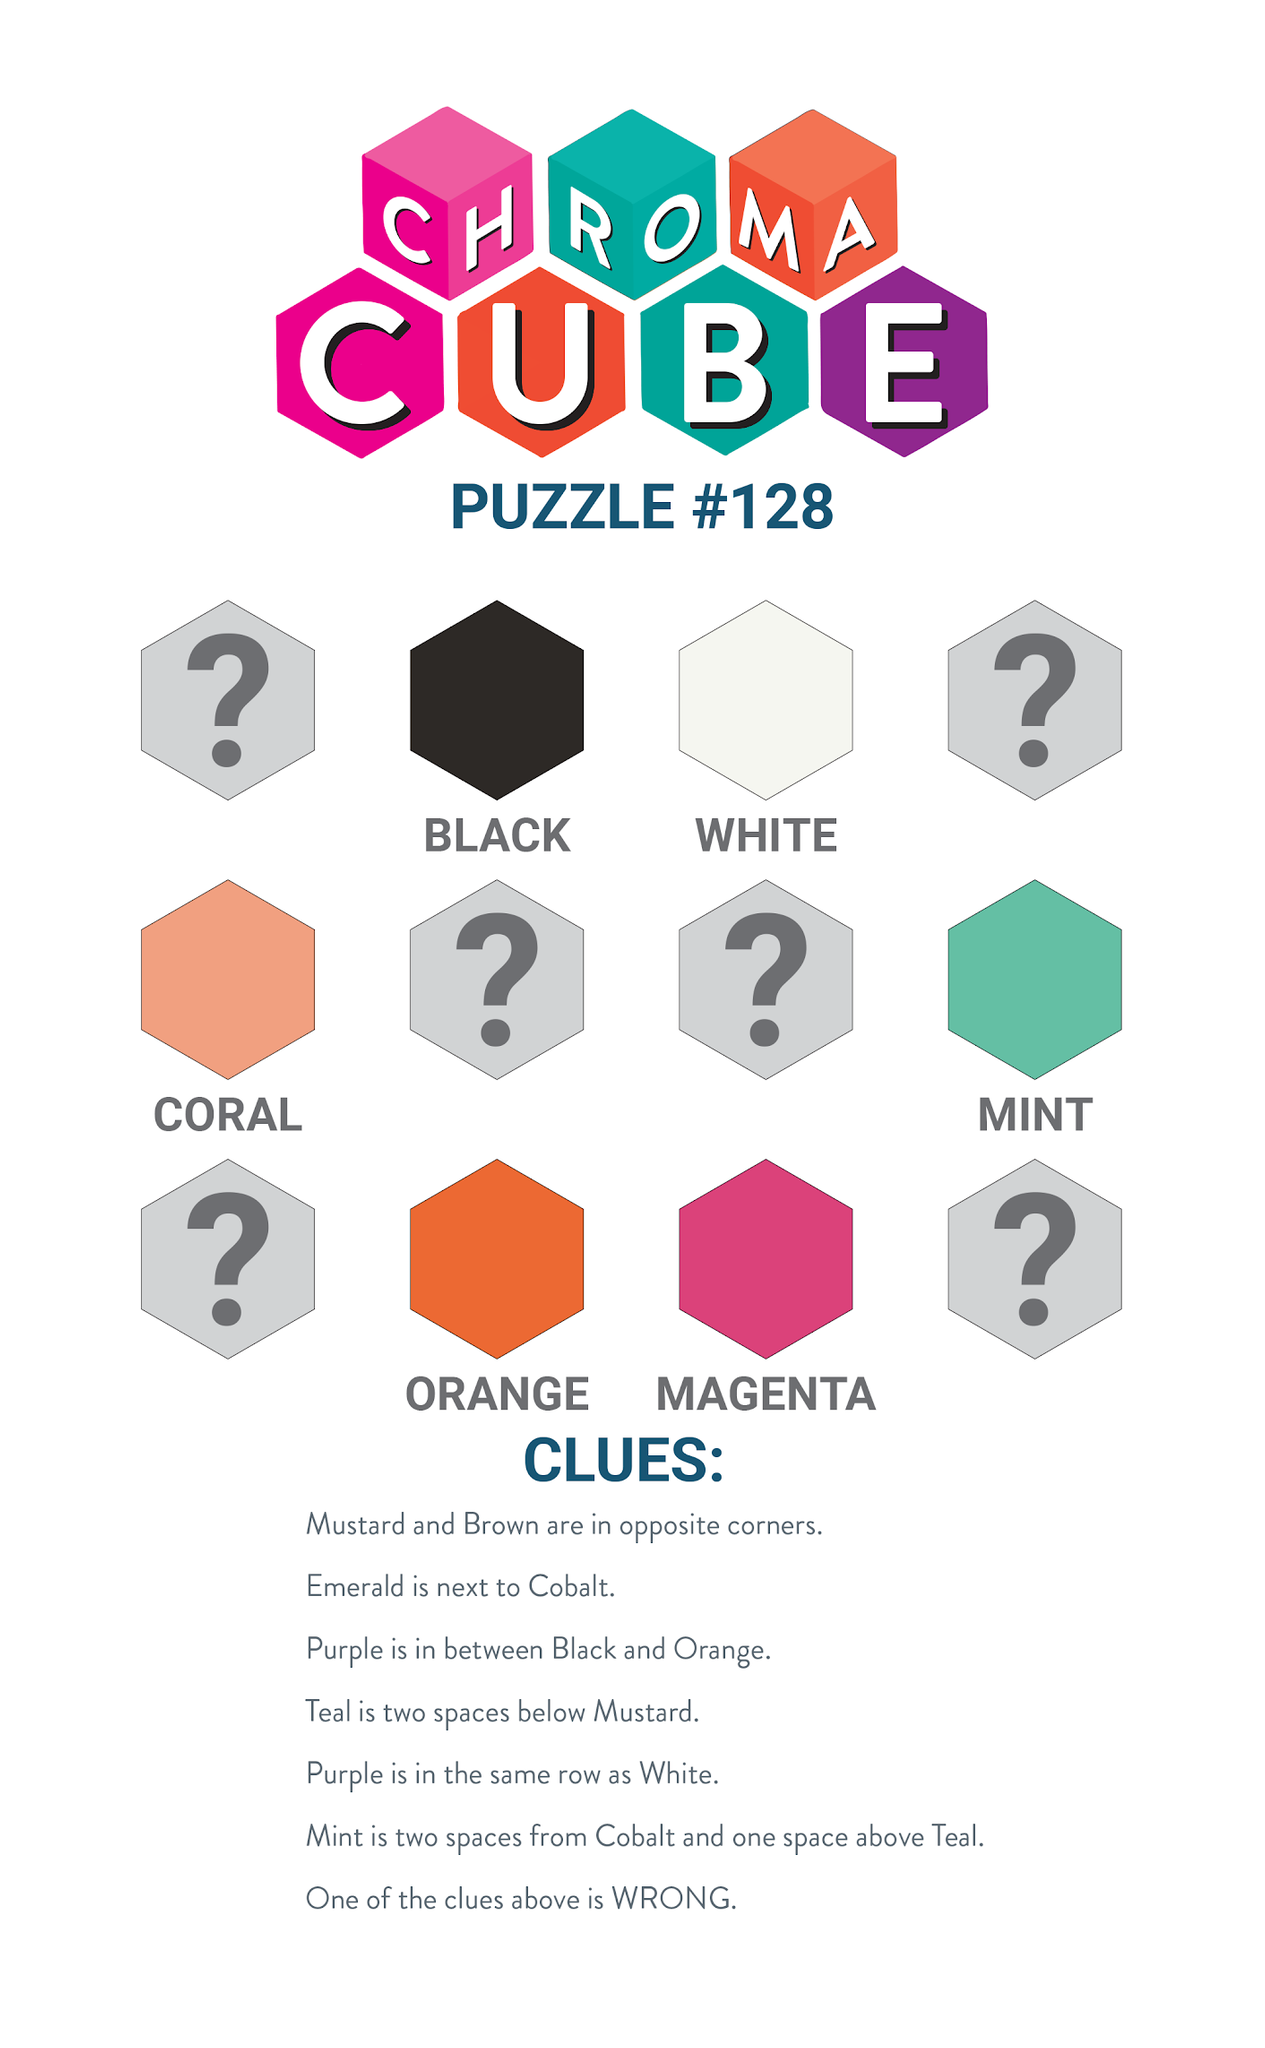 CHROMA
CUBE
PUZZLE #128
? ?
BLACK WHITE
? ?
CORAL MINT
? ?
ORANGE MAGENTA
CLUES:
Mustard and Brown are in opposite corners.
Emerald is next to Cobalt.
Purple is in between Black and Orange.
Teal is two spaces below Mustard.
Purple is in the same row as White.
Mint is two spaces from Cobalt and one space above Teal.
One of the clues above is WRONG.